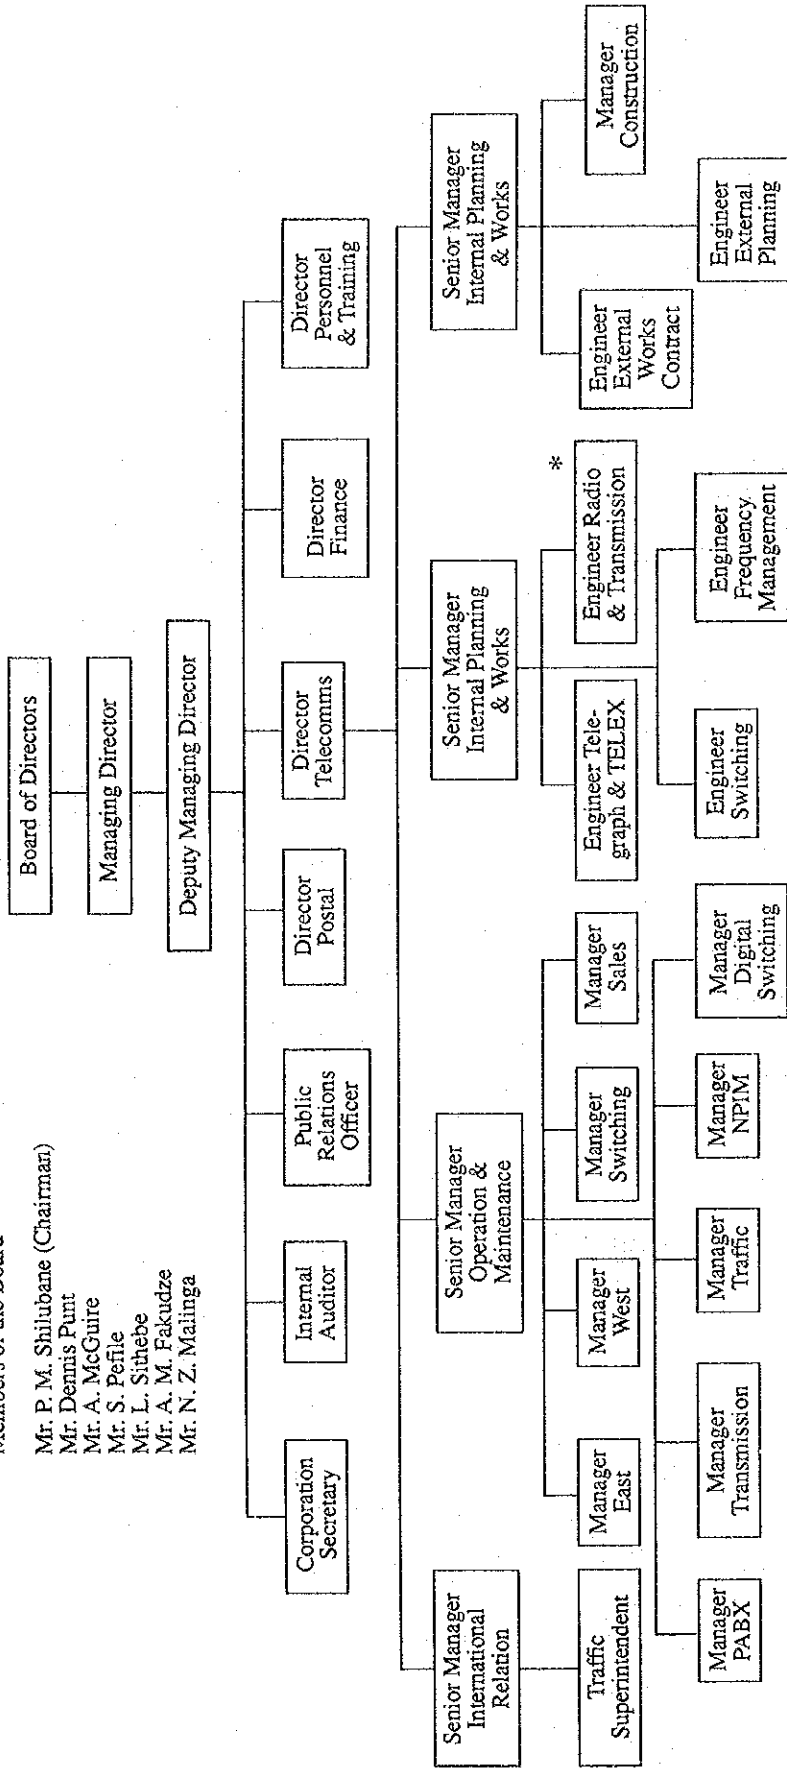 Members of the Board
Mr. P. M. Shilubane (Chairman)
Mr. Dennis Punt
Mr. A. McGuire
Mr. S. Pefile
Mr. L. Sithebe
Mr. A. M. Fakudze
Mr. N. Z. Malinga
Board of Directors
Managing Director
Deputy Managing Director
Corporation
Secretary
Internal
Auditor
Public
Relations
Officer
Director
Postal
Director
Telecomms
Director
Finance
Director
Personnel
& Training
Senior Manager
International
Relation
Senior Manager
Operation &
Maintenance
Senior Manager
Internal Planning
& Works
Senior Manager
Internal Planning
& Works
Traffic
Superintendent
Manager
East
Manager
West
Manager
Switching
Manager
Sales
Engineer Tele-
graph & TELEX
*
Engineer Radio
& Transmission
Engineer
External
Works
Contract
Manager
Construction
Manager
PABX
Manager
Transmission
Manager
Traffic
Manager
NPIM
Manager
Digital
Switching
Engineer
Switching
Engineer
Frequency
Management
Engineer
External
Planning